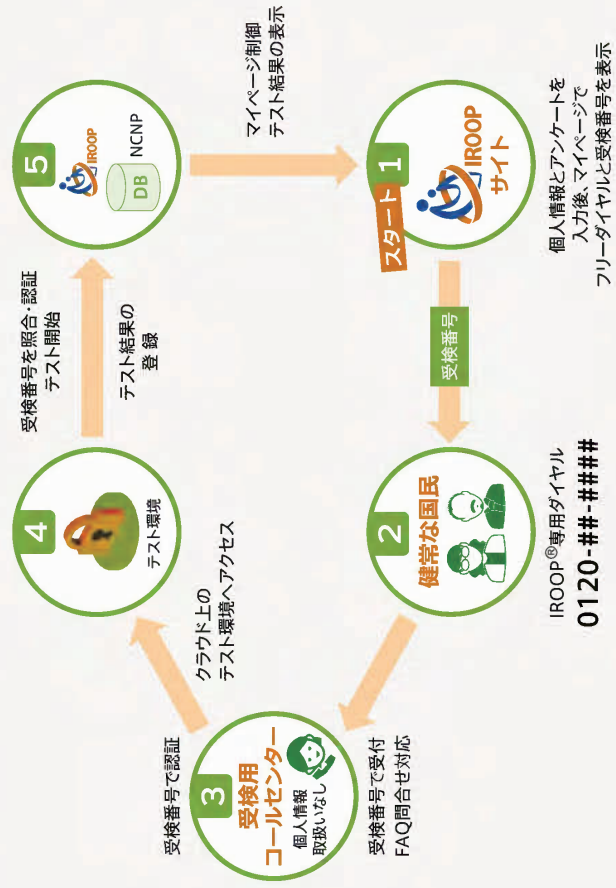 スタート
1
IROOP
サイト
個人情報とアンケートを
入力後、マイページで
フリーダイヤルと受検番号を表示
受検番号
2
健常な国民
IROOP®専用ダイヤル
0120-##-####
受検番号で受付
FAQ問合せ対応
3
受検用
コールセンター
個人情報
取扱いなし
受検番号で認証
クラウド上の
テスト環境へアクセス
4
テスト環境
受検番号を照合・認証
テスト開始
テスト結果の
登録
5
IROOP
DB
NCNP
マイページ制御
テスト結果の表示